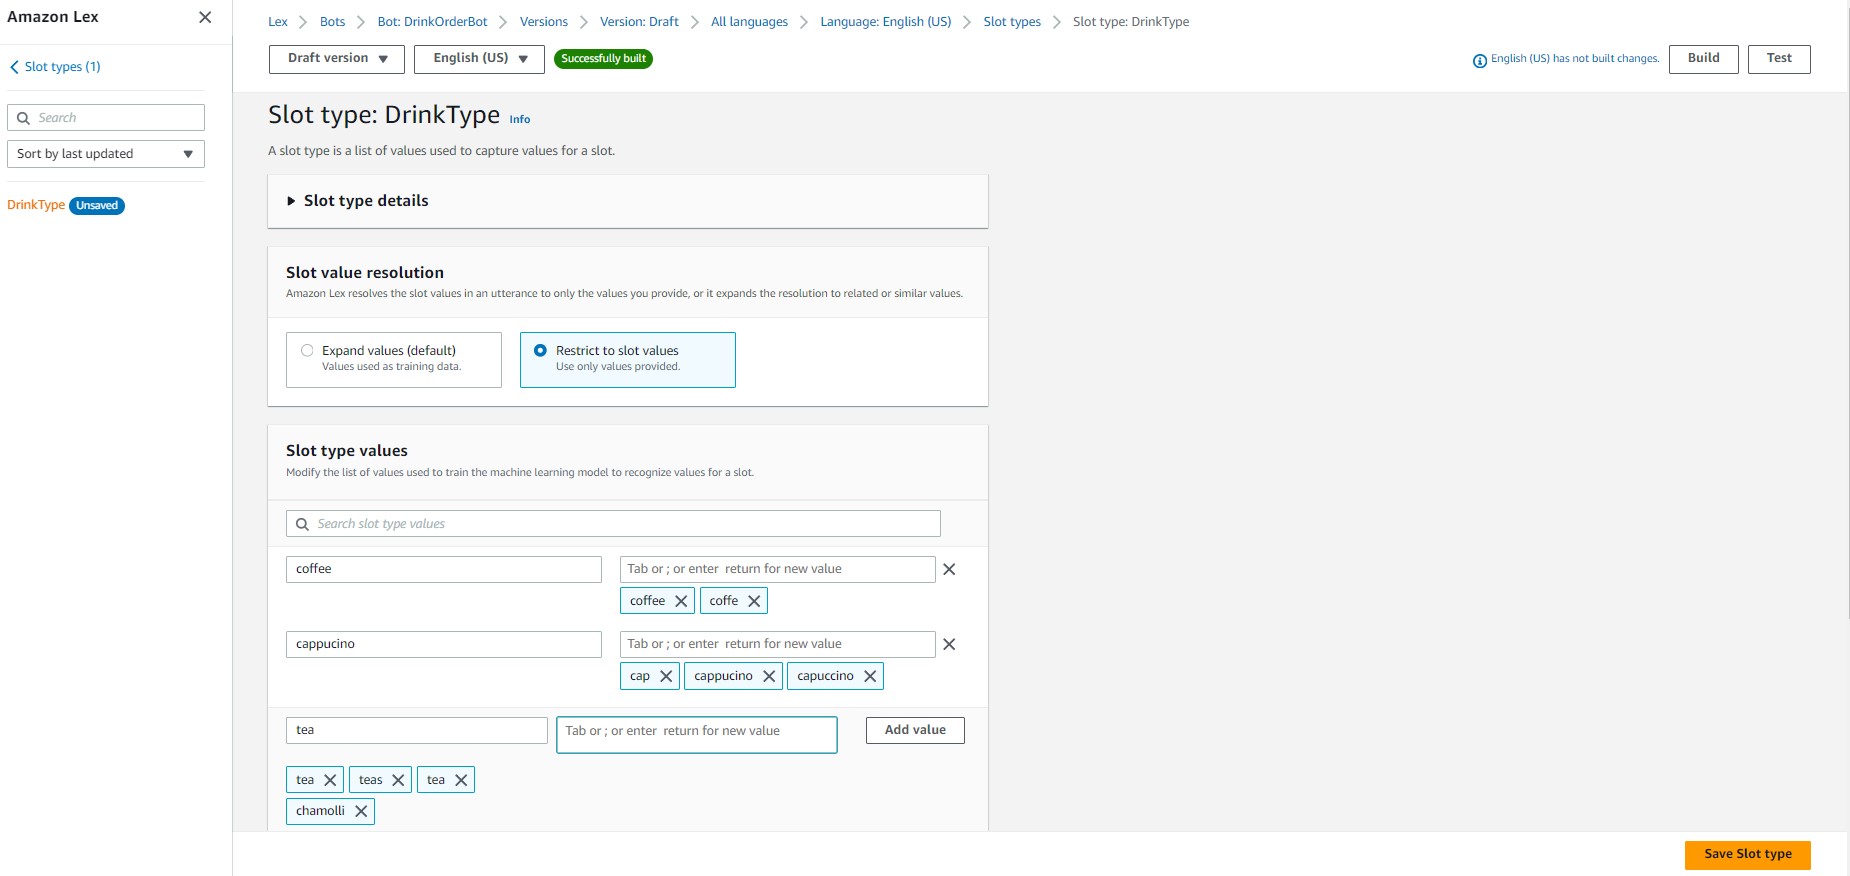 Amazon Lex
Slot types (1)
Search
Sort by last updated
DrinkType Unsaved
Lex Bots Bot: DrinkOrderBot Versions Version: Draft All languages Language: English (US) Slot types Slot type: DrinkType
Draft version English (US) Successfully built
English (US) has not built changes. Build Test
Slot type: DrinkType Info
A slot type is a list of values used to capture values for a slot.
Slot type details
Slot value resolution
Amazon Lex resolves the slot values in an utterance to only the values you provide, or it expands the resolution to related or similar values.
Expand values (default)
Values used as training data.
Restrict to slot values
Use only values provided.
Slot type values
Modify the list of values used to train the machine learning model to recognize values for a slot.
Search slot type values
coffee Tab or ; or enter return for new value
coffee coffe
cappucino Tab or ; or enter return for new value
cap cappucino capuccino
tea Tab or ; or enter return for new value Add value
tea teas tea
chamolli
Save Slot type